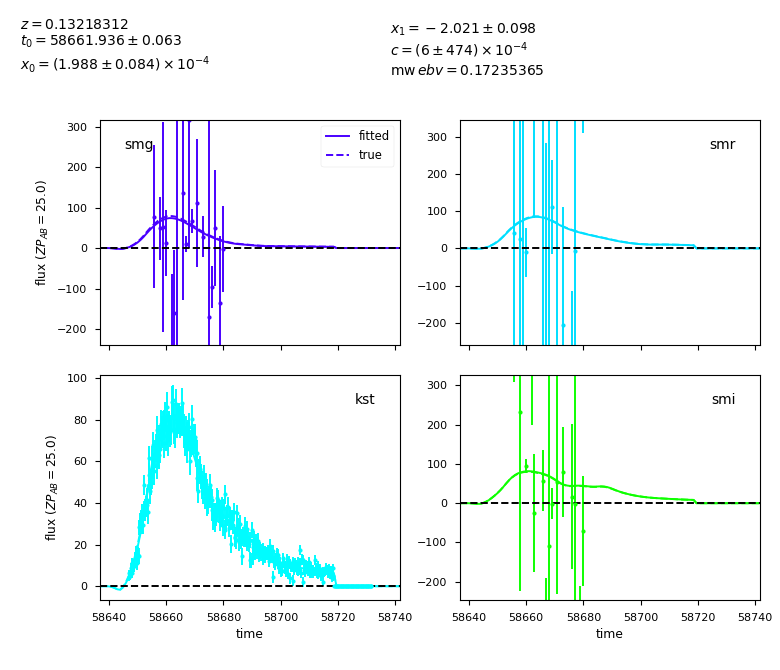 z = 0.13218312
t₀ = 58661.936 ± 0.063
x₀ = (1.988 ± 0.084) × 10⁻⁴
x₁ = −2.021 ± 0.098
c = (6 ± 474) × 10⁻⁴
mw ebv = 0.17235365
300
200
100
0
−100
−200
flux (ZP_AB = 25.0)
smg
fitted
true
300
200
100
0
−100
−200
smr
100
80
60
40
20
0
flux (ZP_AB = 25.0)
kst
58640 58660 58680 58700 58720 58740
time
300
200
100
0
−100
−200
smi
58640 58660 58680 58700 58720 58740
time